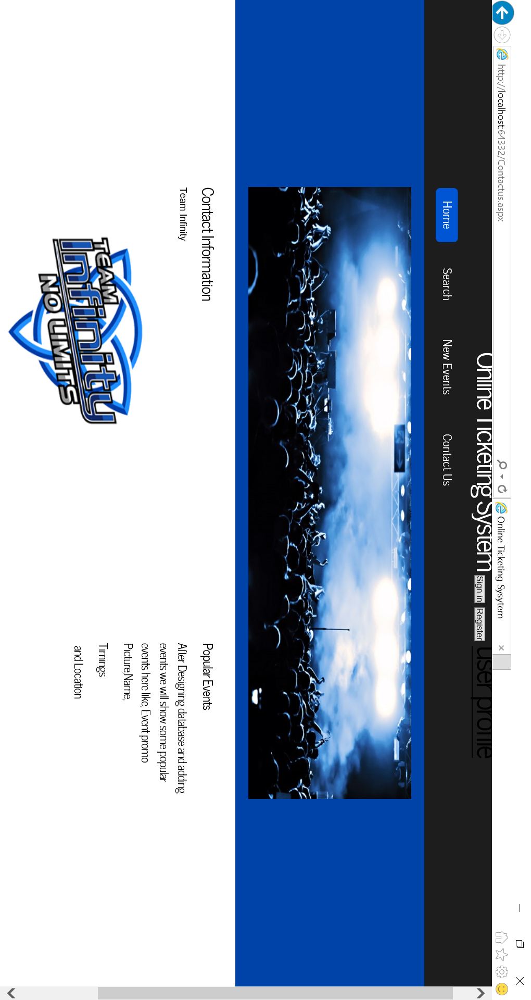 http://localhost:64332/Contactus.aspx
Online Ticketing Sysytem
Online Ticketing System
Sign in
Register
user profile
Home
Search
New Events
Contact Us
Contact Information
Team Infinity
TEAM
infinity
NO LIMITS
Popular Events
After Designing database and adding
events we will show some popular
events here like, Event promo
Picture,Name,
Timings
and Location